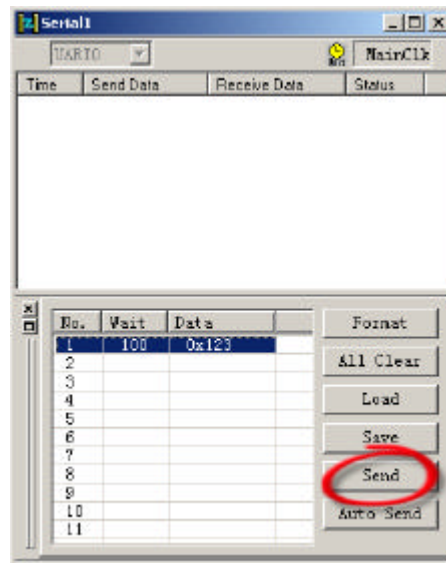 Serial1
UART0 MainClk
Time Send Data Receive Data Status
No. Wait Data
1 100 0x123
2
3
4
5
6
7
8
9
10
11
Format
All Clear
Load
Save
Send
Auto Send